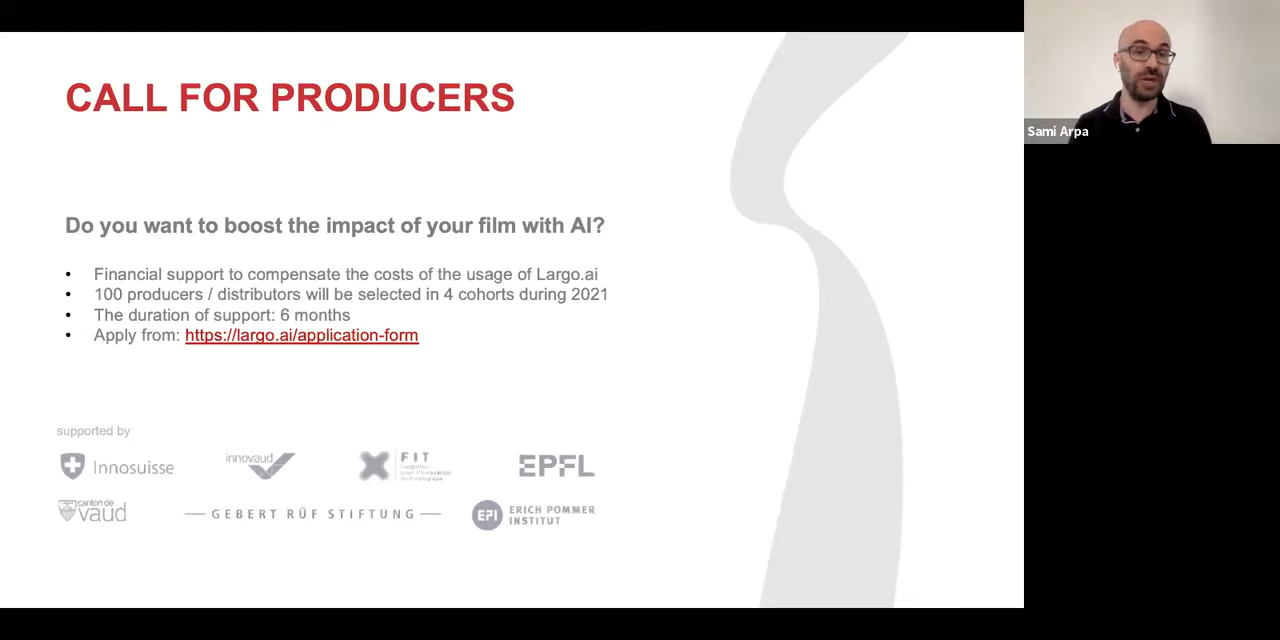 CALL FOR PRODUCERS
Sami Arpa
Do you want to boost the impact of your film with AI?
• Financial support to compensate the costs of the usage of Largo.ai
• 100 producers / distributors will be selected in 4 cohorts during 2021
• The duration of support: 6 months
• Apply from: https://largo.ai/application-form
supported by
Innosuisse
innovaud
FIT
EPFL
canton de
vaud
GEBERT RÜF STIFTUNG
EPI
ERICH POMMER
INSTITUT